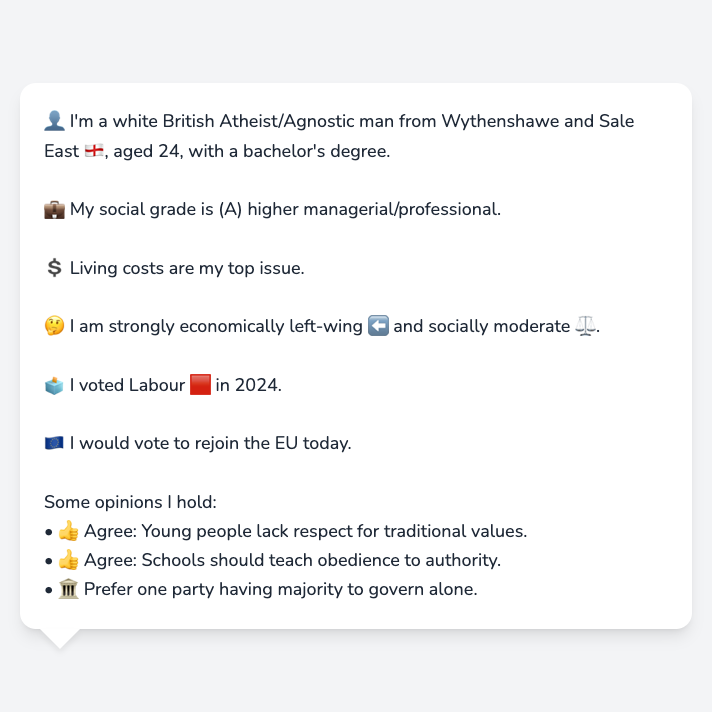 👤 I'm a white British Atheist/Agnostic man from Wythenshawe and Sale
East 🏴󠁧󠁢󠁥󠁮󠁧󠁿, aged 24, with a bachelor's degree.
💼 My social grade is (A) higher managerial/professional.
💲 Living costs are my top issue.
🤔 I am strongly economically left-wing ⬅️ and socially moderate ⚖️.
🗳️ I voted Labour 🟥 in 2024.
🇪🇺 I would vote to rejoin the EU today.
Some opinions I hold:
• 👍 Agree: Young people lack respect for traditional values.
• 👍 Agree: Schools should teach obedience to authority.
• 🏛️ Prefer one party having majority to govern alone.